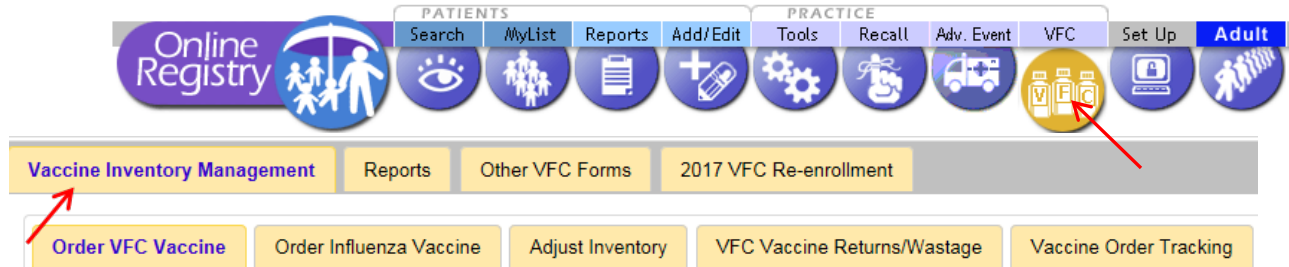 PATIENTS PRACTICE
Online Registry
Search MyList Reports Add/Edit Tools Recall Adv. Event VFC Set Up Adult
V F C
Vaccine Inventory Management Reports Other VFC Forms 2017 VFC Re-enrollment
Order VFC Vaccine Order Influenza Vaccine Adjust Inventory VFC Vaccine Returns/Wastage Vaccine Order Tracking